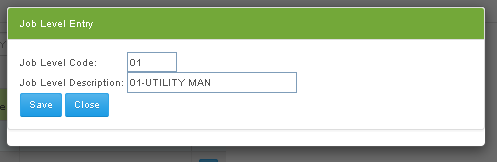 Job Level Entry
Job Level Code: 01
Job Level Description: 01-UTILITY MAN
Save Close